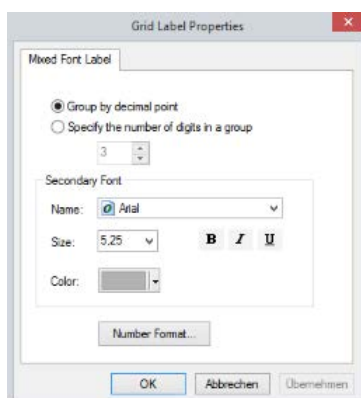 Grid Label Properties
Mixed Font Label
Group by decimal point
Specify the number of digits in a group
3
Secondary Font
Name: Arial
Size: 5.25 B I U
Color:
Number Format...
OK Abbrechen Übernehmen